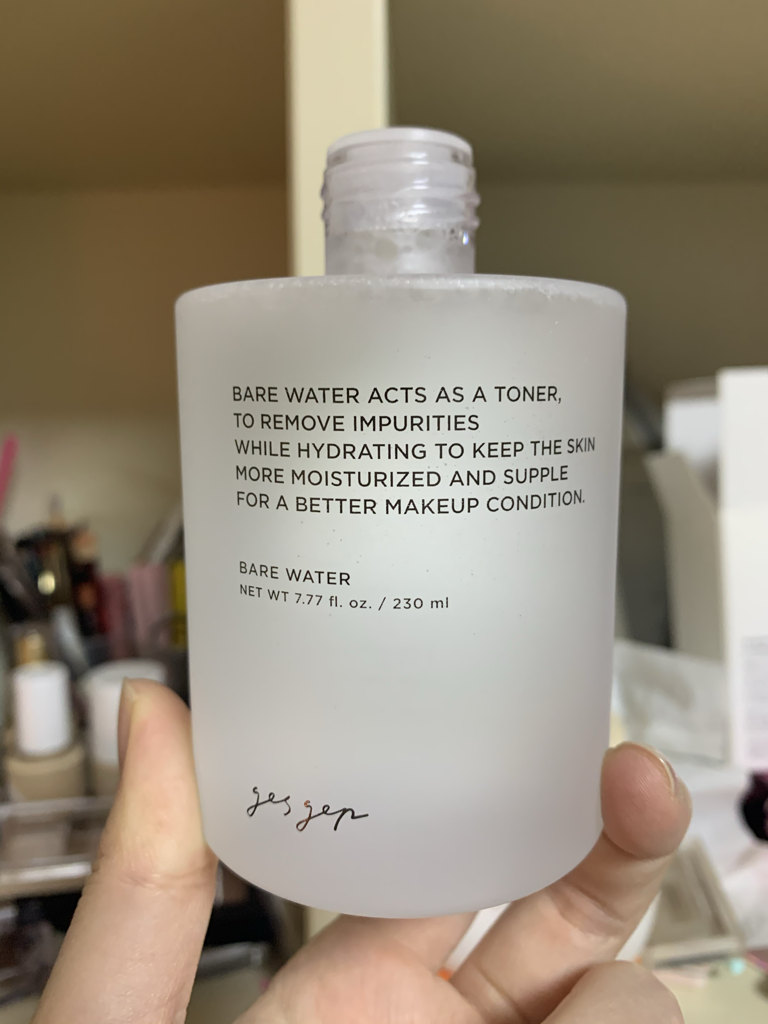 BARE WATER ACTS AS A TONER,
TO REMOVE IMPURITIES
WHILE HYDRATING TO KEEP THE SKIN
MORE MOISTURIZED AND SUPPLE
FOR A BETTER MAKEUP CONDITION.
BARE WATER
NET WT 7.77 fl. oz. / 230 ml
ges gep